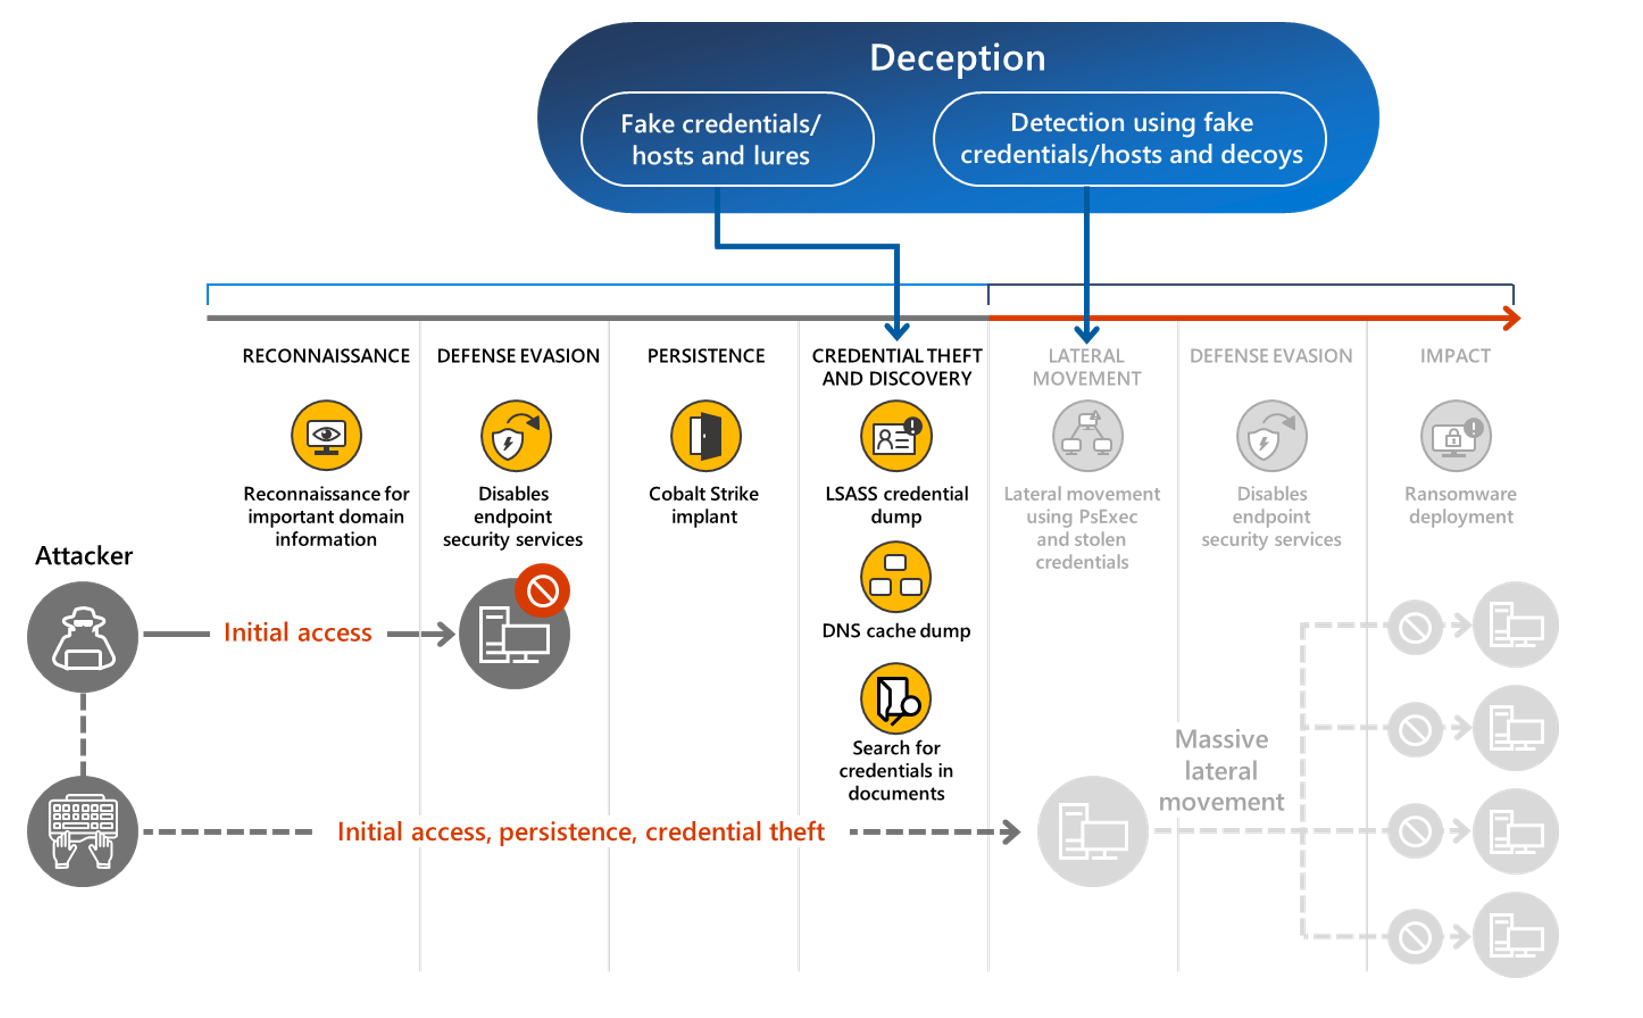 Deception
Fake credentials/
hosts and lures
Detection using fake
credentials/hosts and decoys
RECONNAISSANCE
DEFENSE EVASION
PERSISTENCE
CREDENTIAL THEFT
AND DISCOVERY
LATERAL
MOVEMENT
DEFENSE EVASION
IMPACT
Reconnaissance for
important domain
information
Disables
endpoint
security services
Cobalt Strike
implant
LSASS credential
dump
Lateral movement
using PsExec
and stolen
credentials
Disables
endpoint
security services
Ransomware
deployment
DNS cache dump
Search for
credentials in
documents
Attacker
Initial access
Massive
lateral
movement
Initial access, persistence, credential theft